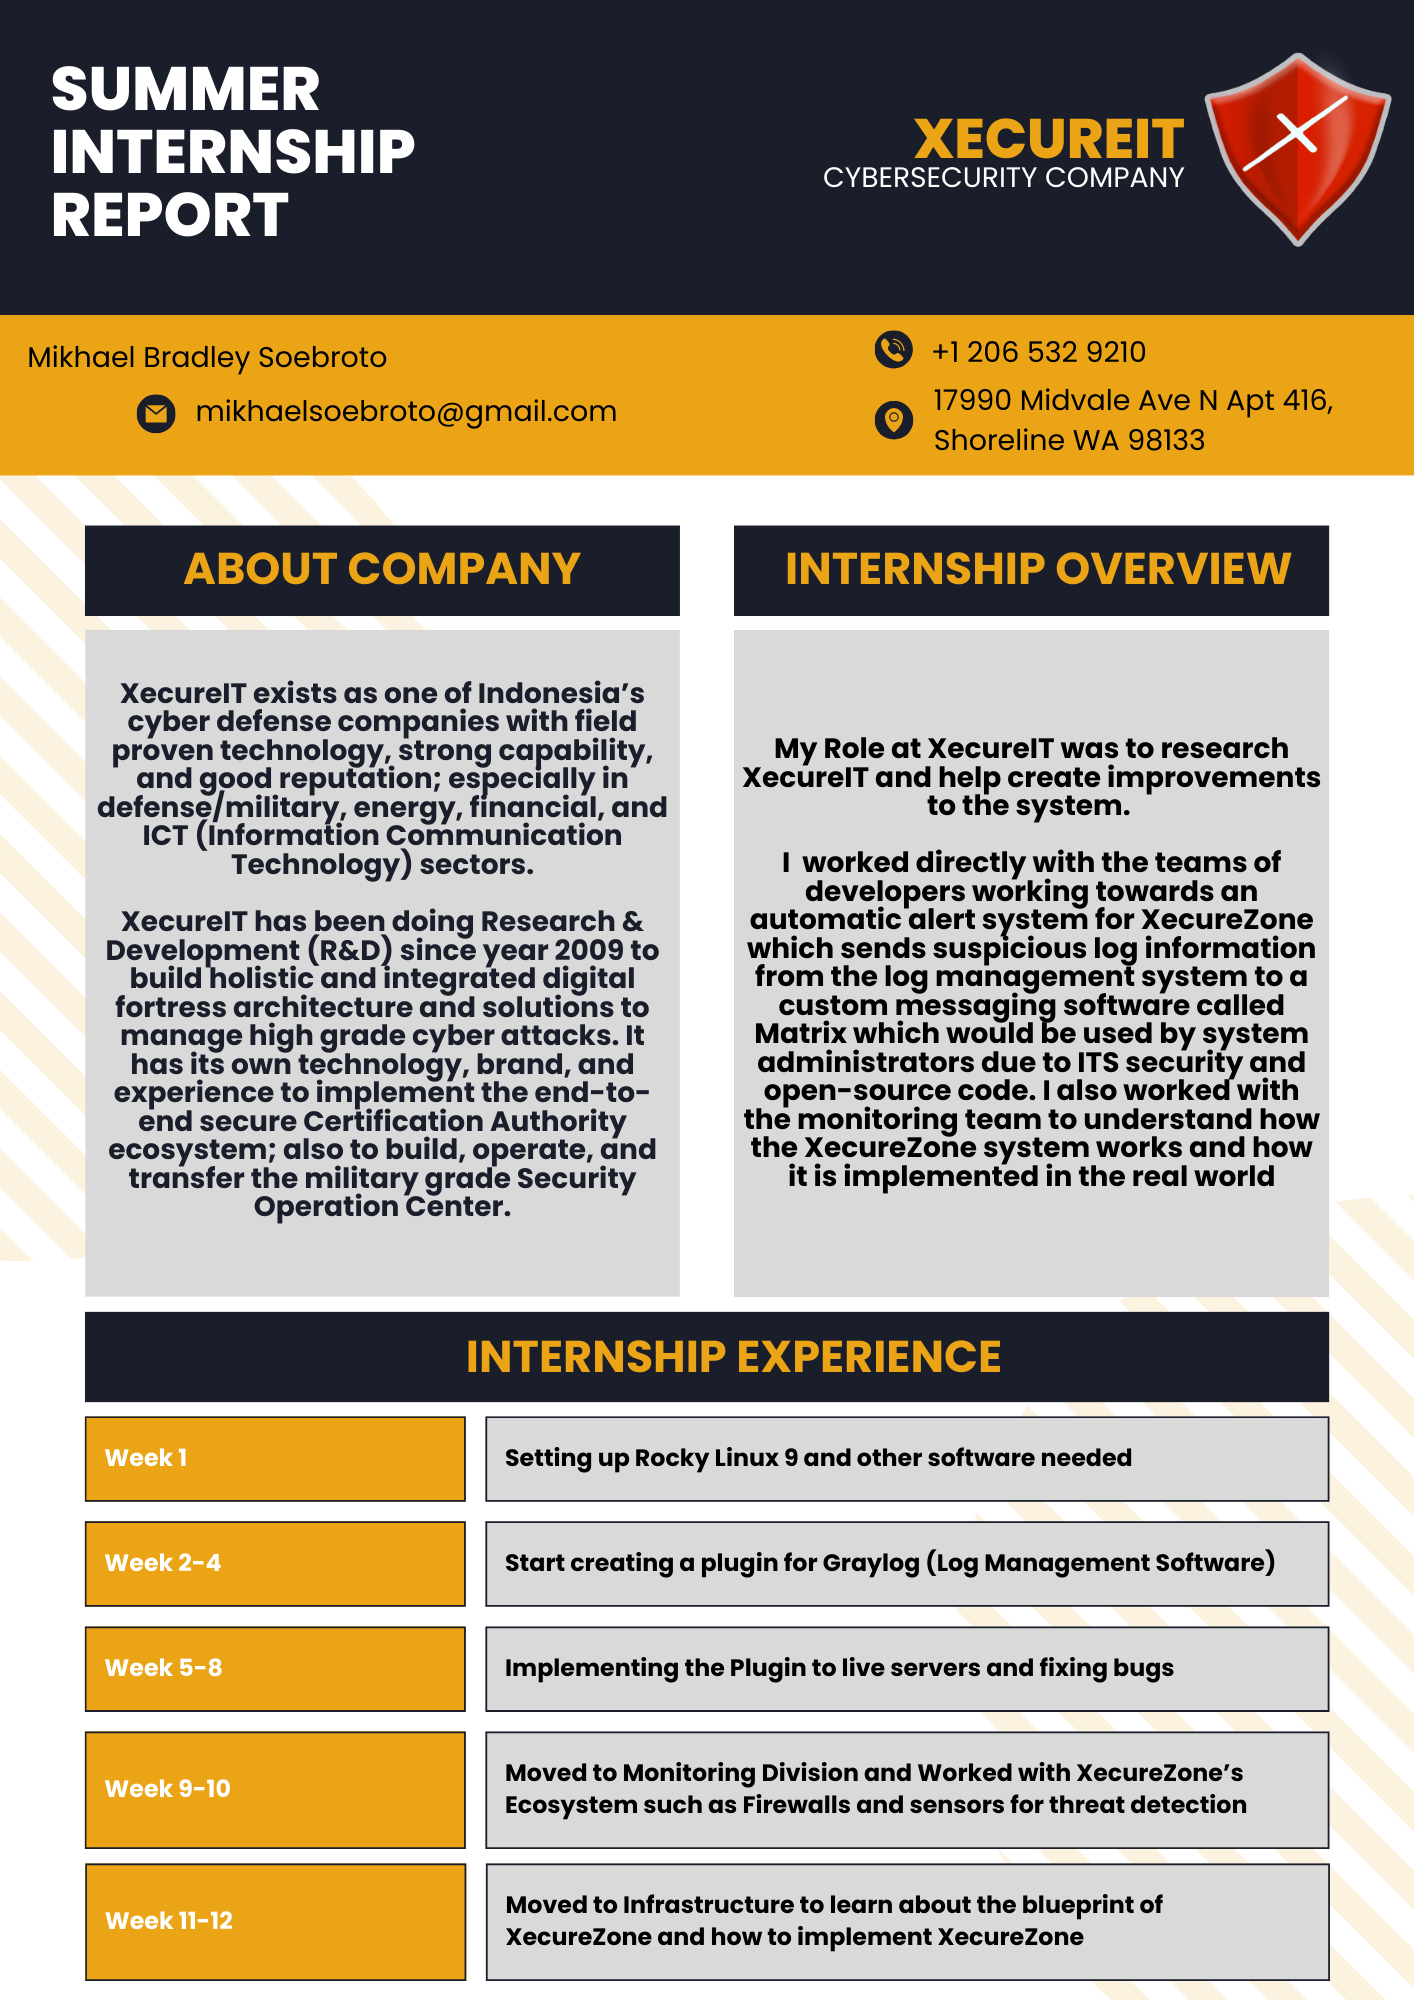 SUMMER
INTERNSHIP
REPORT
XECUREIT
CYBERSECURITY COMPANY
Mikhael Bradley Soebroto
mikhaelsoebroto@gmail.com
+1 206 532 9210
17990 Midvale Ave N Apt 416,
Shoreline WA 98133
ABOUT COMPANY
XecureIT exists as one of Indonesia’s
cyber defense companies with field
proven technology, strong capability,
and good reputation; especially in
defense/military, energy, financial, and
ICT (Information Communication
Technology) sectors.
XecureIT has been doing Research &
Development (R&D) since year 2009 to
build holistic and integrated digital
fortress architecture and solutions to
manage high grade cyber attacks. It
has its own technology, brand, and
experience to implement the end-to-
end secure Certification Authority
ecosystem; also to build, operate, and
transfer the military grade Security
Operation Center.
INTERNSHIP OVERVIEW
My Role at XecureIT was to research
XecureIT and help create improvements
to the system.
I  worked directly with the teams of
developers working towards an
automatic alert system for XecureZone
which sends suspicious log information
from the log management system to a
custom messaging software called
Matrix which would be used by system
administrators due to ITS security and
open-source code. I also worked with
the monitoring team to understand how
the XecureZone system works and how
it is implemented in the real world
INTERNSHIP EXPERIENCE
Week 1
Setting up Rocky Linux 9 and other software needed
Week 2-4
Start creating a plugin for Graylog (Log Management Software)
Week 5-8
Implementing the Plugin to live servers and fixing bugs
Week 9-10
Moved to Monitoring Division and Worked with XecureZone’s
Ecosystem such as Firewalls and sensors for threat detection
Week 11-12
Moved to Infrastructure to learn about the blueprint of
XecureZone and how to implement XecureZone